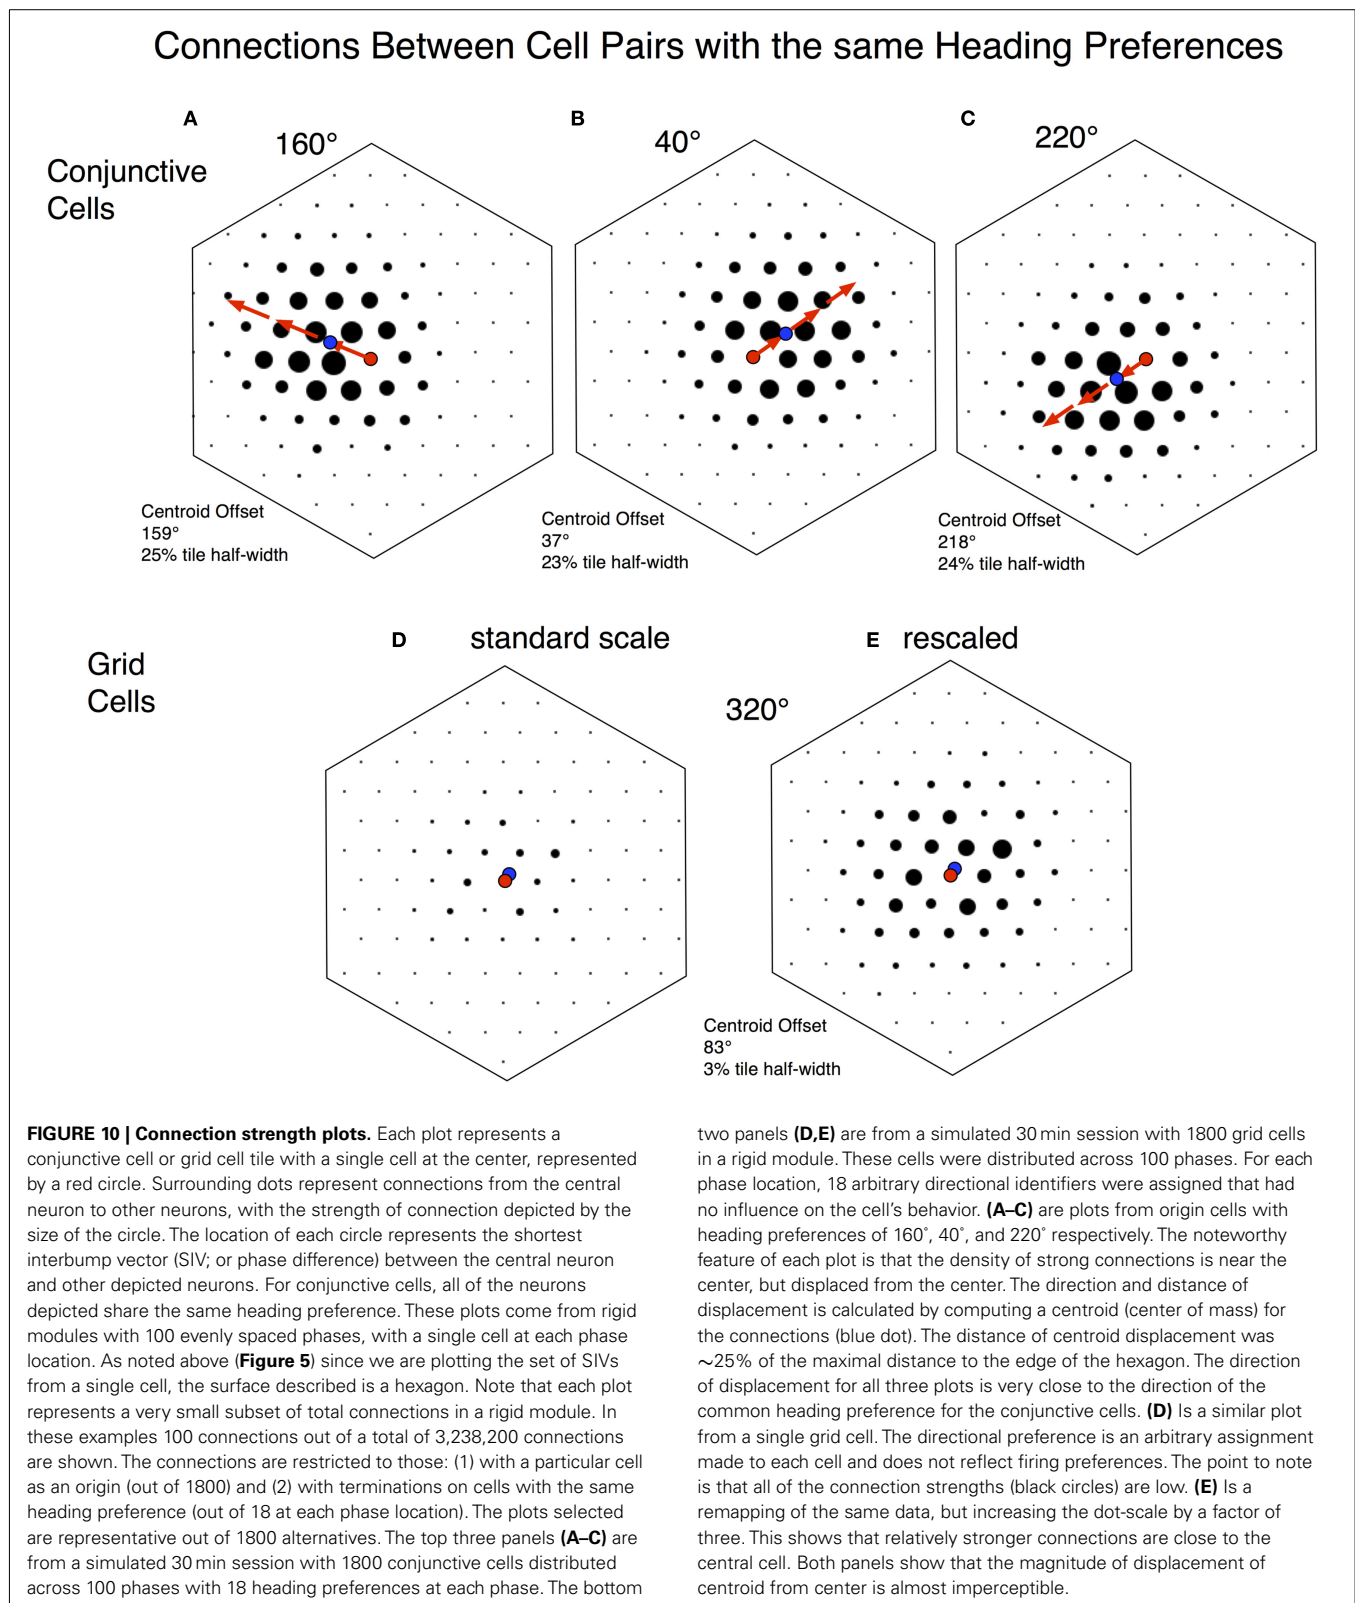 Connections Between Cell Pairs with the same Heading Preferences
A
B
C
160°
40°
220°
Conjunctive
Cells
Centroid Offset
159°
25% tile half-width
Centroid Offset
37°
23% tile half-width
Centroid Offset
218°
24% tile half-width
D
standard scale
E
rescaled
Grid
Cells
320°
Centroid Offset
83°
3% tile half-width
FIGURE 10 | Connection strength plots. Each plot represents a
conjunctive cell or grid cell tile with a single cell at the center, represented
by a red circle. Surrounding dots represent connections from the central
neuron to other neurons, with the strength of connection depicted by the
size of the circle. The location of each circle represents the shortest
interbump vector (SIV; or phase difference) between the central neuron
and other depicted neurons. For conjunctive cells, all of the neurons
depicted share the same heading preference. These plots come from rigid
modules with 100 evenly spaced phases, with a single cell at each phase
location. As noted above (Figure 5) since we are plotting the set of SIVs
from a single cell, the surface described is a hexagon. Note that each plot
represents a very small subset of total connections in a rigid module. In
these examples 100 connections out of a total of 3,238,200 connections
are shown. The connections are restricted to those: (1) with a particular cell
as an origin (out of 1800) and (2) with terminations on cells with the same
heading preference (out of 18 at each phase location). The plots selected
are representative out of 1800 alternatives. The top three panels (A–C) are
from a simulated 30 min session with 1800 conjunctive cells distributed
across 100 phases with 18 heading preferences at each phase. The bottom
two panels (D,E) are from a simulated 30 min session with 1800 grid cells
in a rigid module. These cells were distributed across 100 phases. For each
phase location, 18 arbitrary directional identifiers were assigned that had
no influence on the cell's behavior. (A–C) are plots from origin cells with
heading preferences of 160°, 40°, and 220° respectively. The noteworthy
feature of each plot is that the density of strong connections is near the
center, but displaced from the center. The direction and distance of
displacement is calculated by computing a centroid (center of mass) for
the connections (blue dot). The distance of centroid displacement was
~25% of the maximal distance to the edge of the hexagon. The direction
of displacement for all three plots is very close to the direction of the
common heading preference for the conjunctive cells. (D) Is a similar plot
from a single grid cell. The directional preference is an arbitrary assignment
made to each cell and does not reflect firing preferences. The point to note
is that all of the connection strengths (black circles) are low. (E) Is a
remapping of the same data, but increasing the dot-scale by a factor of
three. This shows that relatively stronger connections are close to the
central cell. Both panels show that the magnitude of displacement of
centroid from center is almost imperceptible.